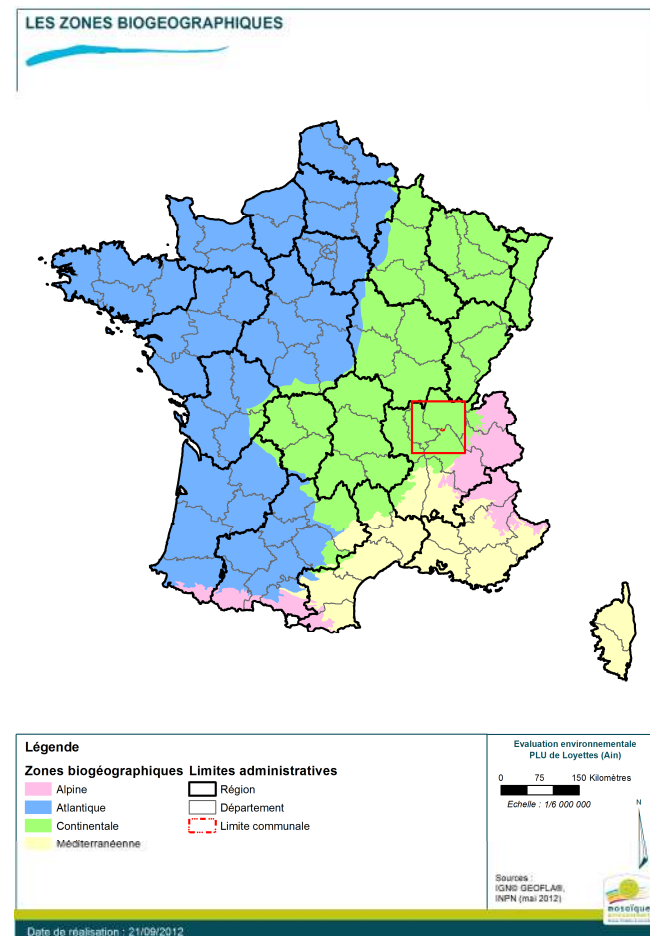 LES ZONES BIOGEOGRAPHIQUES
Légende
Zones biogéographiques Limites administratives
Alpine
Atlantique
Continentale
Méditerranéenne
Région
Département
Limite communale
Evaluation environnementale
PLU de Loyettes (Ain)
0 75 150 Kilomètres
Echelle : 1/6 000 000
N
Sources :
IGN© GEOFLA®,
INPN (mai 2012)
mosaïque
Date de réalisation : 21/09/2012